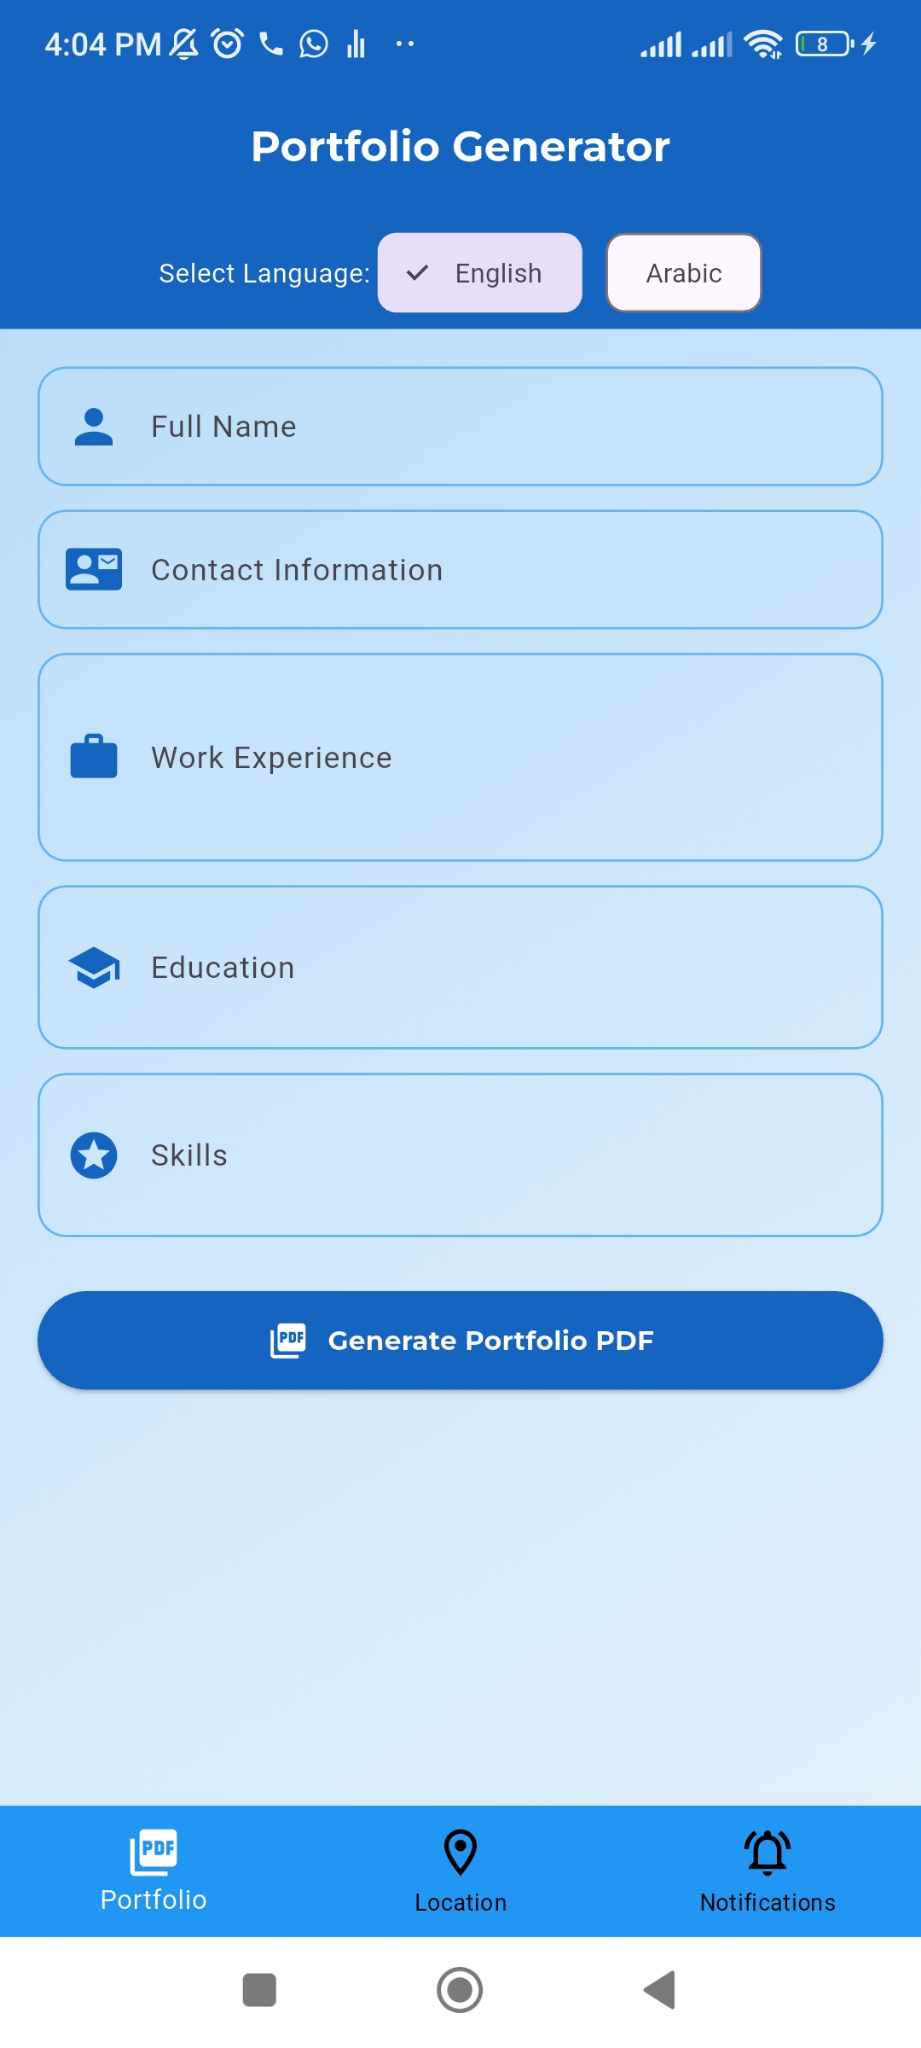 4:04 PM 8
Portfolio Generator
Select Language: English Arabic
Full Name
Contact Information
Work Experience
Education
Skills
PDF Generate Portfolio PDF
PDF
Portfolio Location Notifications